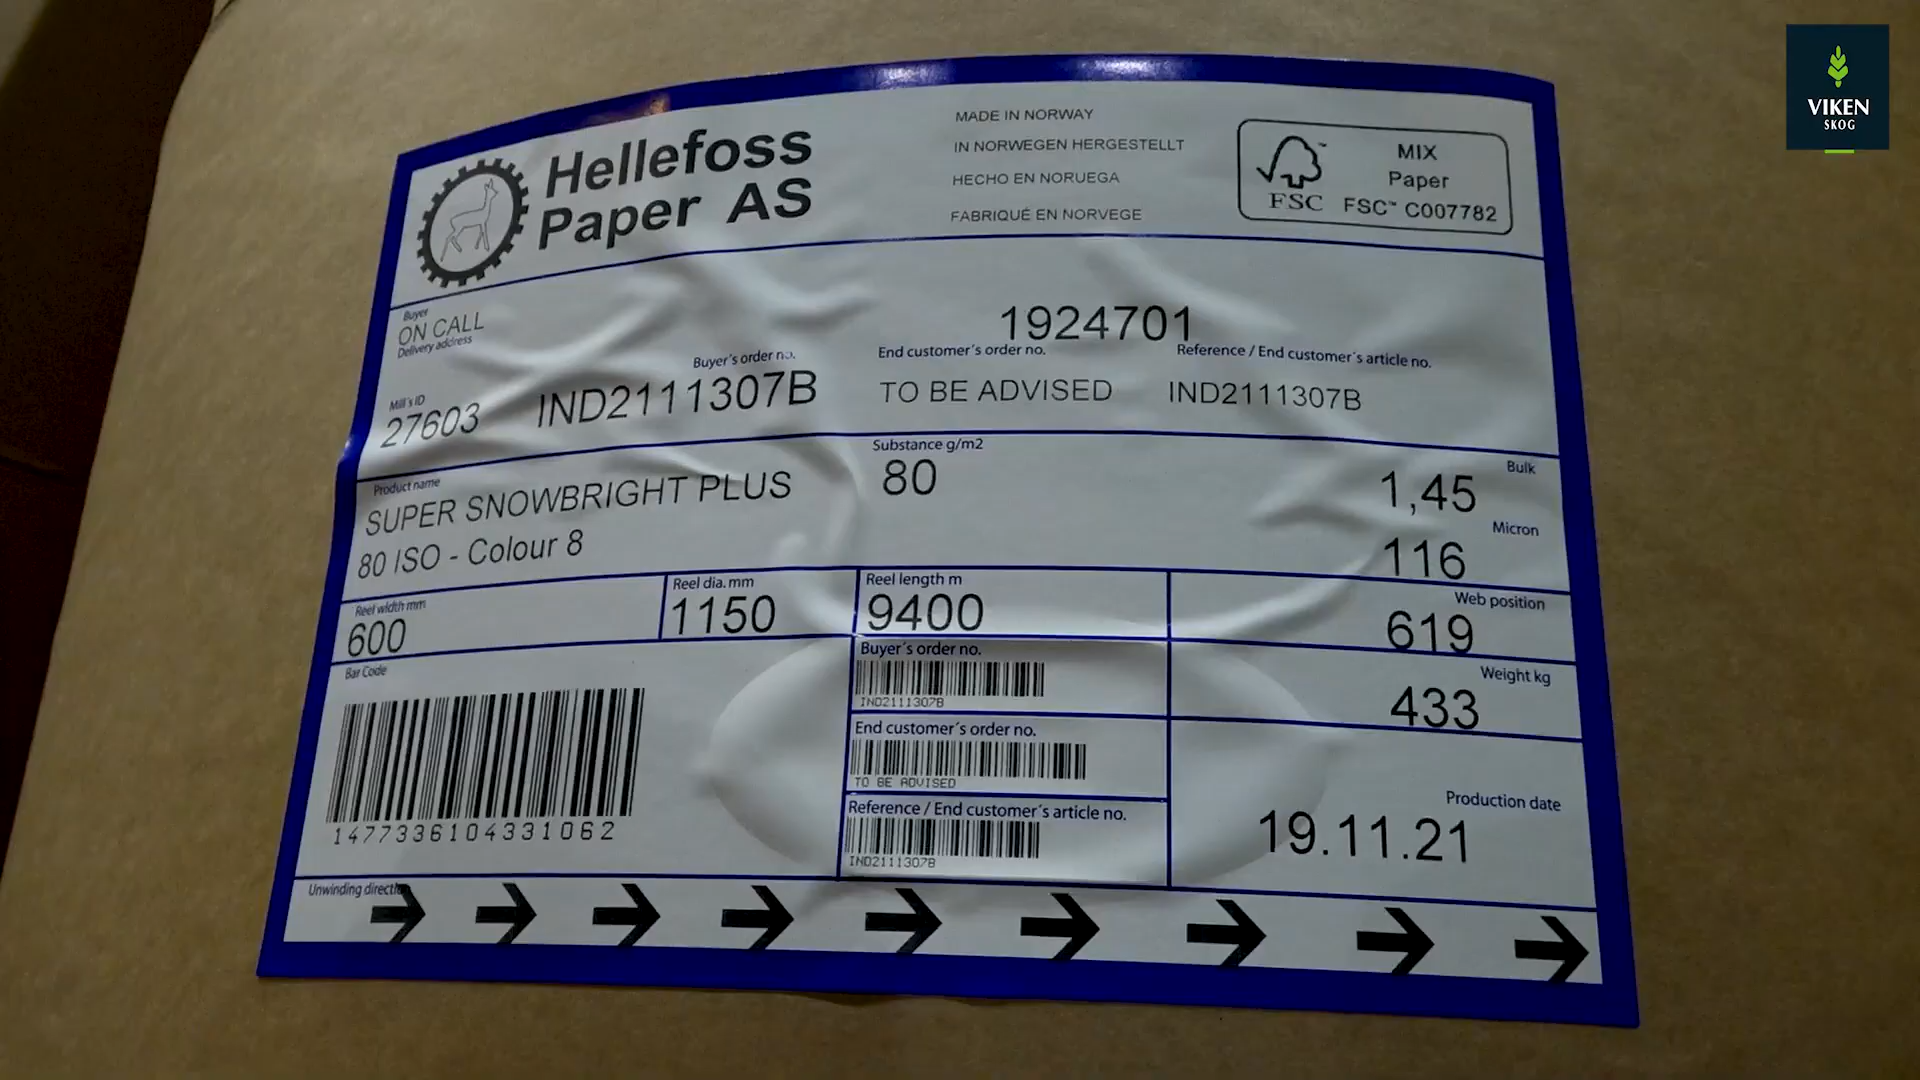 VIKEN
SKOG
Hellefoss
Paper AS
MADE IN NORWAY
IN NORWEGEN HERGESTELLT
HECHO EN NORUEGA
FABRIQUÉ EN NORVEGE
FSC™
MIX
Paper
FSC™ C007782
Buyer
ON CALL
Delivery address
1924701
Mill´s ID
27603
Buyer´s order no.
IND2111307B
End customer´s order no.
TO BE ADVISED
Reference / End customer´s article no.
IND2111307B
Product name
SUPER SNOWBRIGHT PLUS
80 ISO - Colour 8
Substance g/m2
80
Bulk
1,45
Micron
116
Reel width mm
600
Reel dia. mm
1150
Reel length m
9400
Web position
619
Bar Code
1477336104331062
Buyer´s order no.
IND2111307B
End customer´s order no.
TO BE ADVISED
Reference / End customer´s article no.
IND2111307B
Weight kg
433
Production date
19.11.21
Unwinding